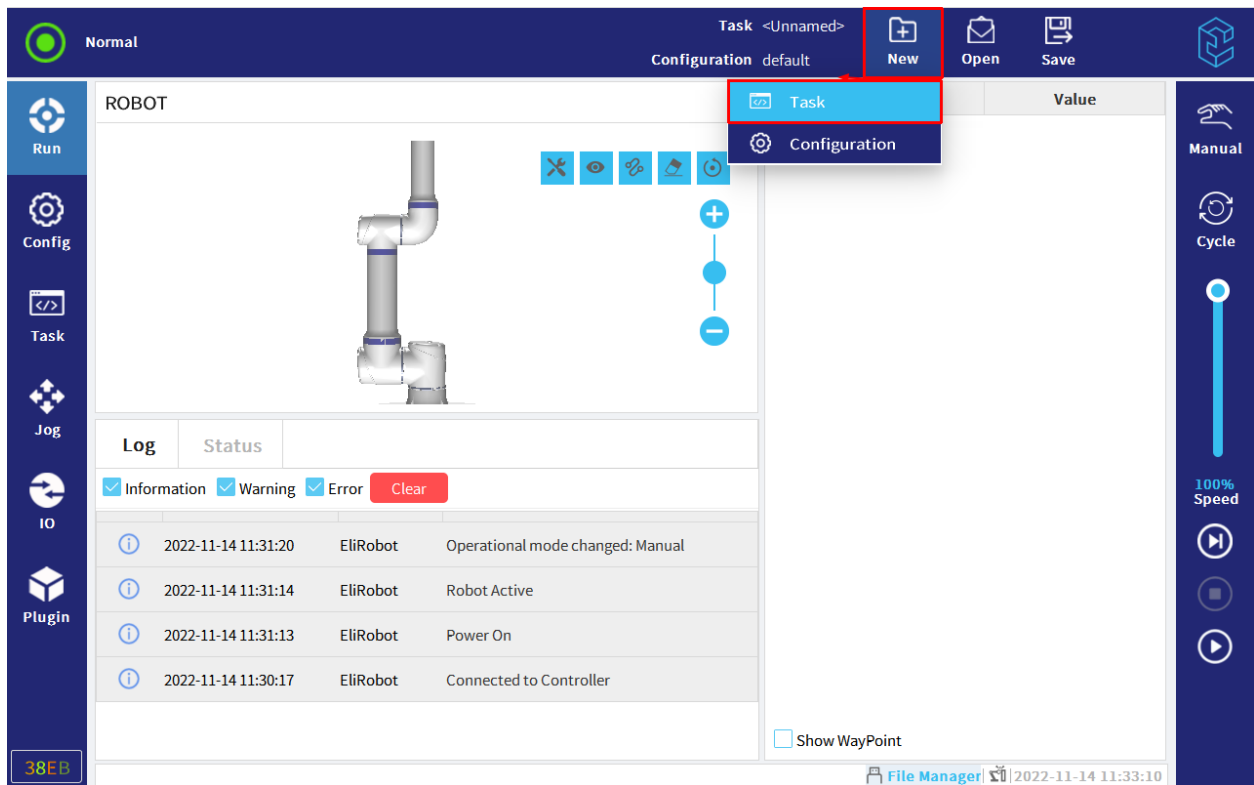 Normal
Task <Unnamed>
Configuration default
New
Open
Save
Task
Configuration
Run
Config
Task
Jog
IO
Plugin
38EB
ROBOT
Value
Log
Status
Information
Warning
Error
Clear
2022-11-14 11:31:20 EliRobot Operational mode changed: Manual
2022-11-14 11:31:14 EliRobot Robot Active
2022-11-14 11:31:13 EliRobot Power On
2022-11-14 11:30:17 EliRobot Connected to Controller
Show WayPoint
File Manager
2022-11-14 11:33:10
Manual
Cycle
100%
Speed